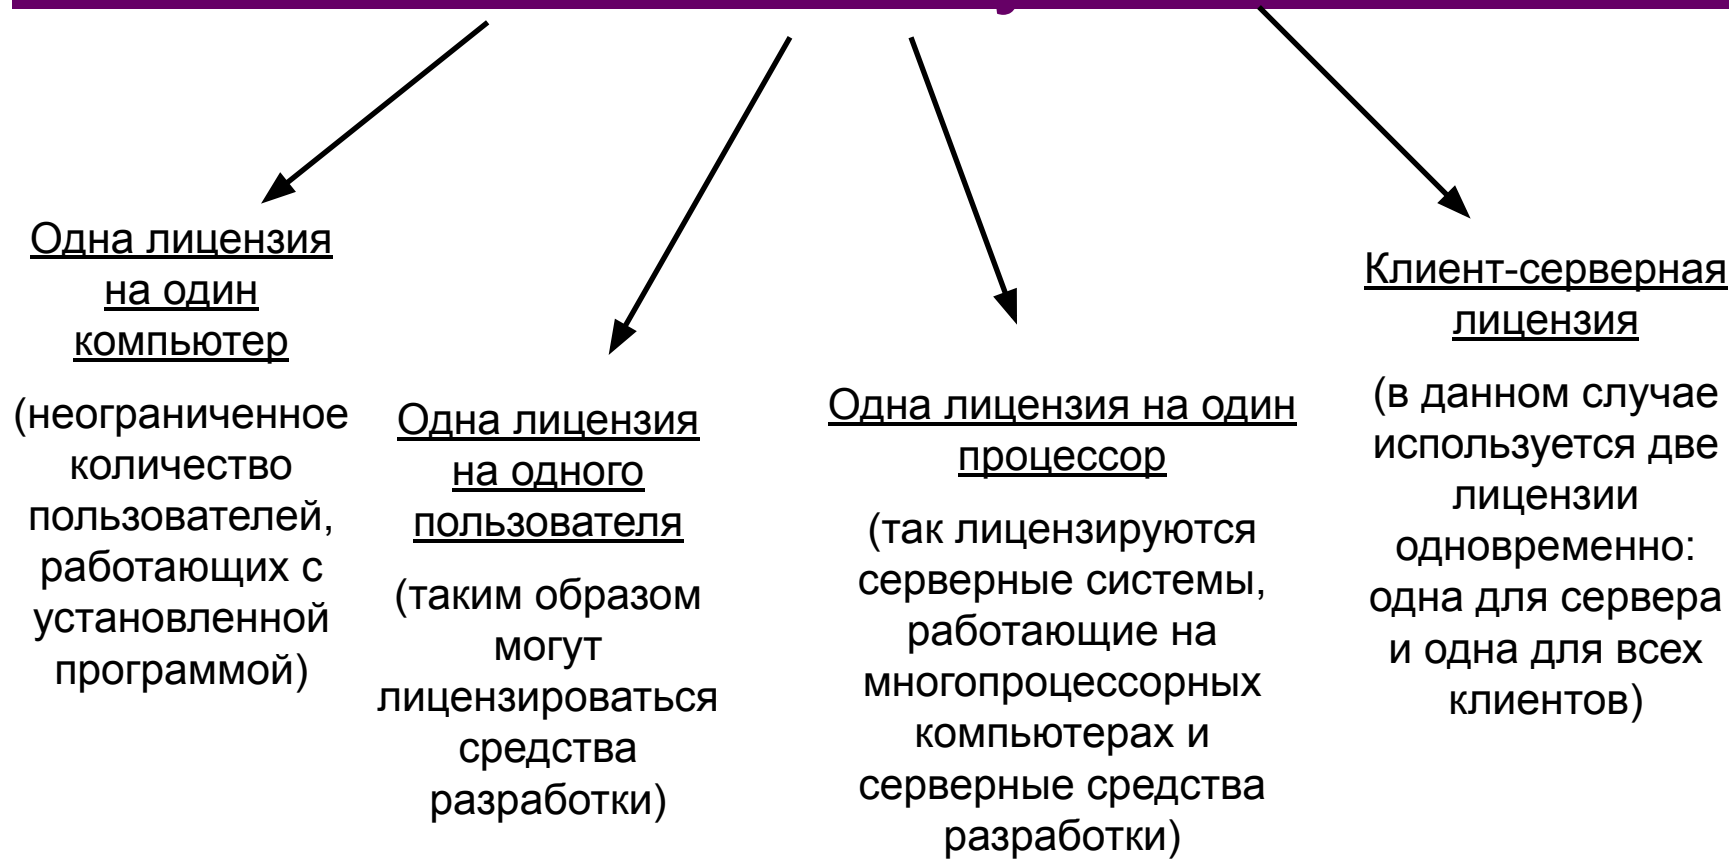 Одна лицензия
на один
компьютер
(неограниченное
количество
пользователей,
работающих с
установленной
программой)
Одна лицензия
на одного
пользователя
(таким образом
могут
лицензироваться
средства
разработки)
Одна лицензия на один
процессор
(так лицензируются
серверные системы,
работающие на
многопроцессорных
компьютерах и
серверные средства
разработки)
Клиент-серверная
лицензия
(в данном случае
используется две
лицензии
одновременно:
одна для сервера
и одна для всех
клиентов)